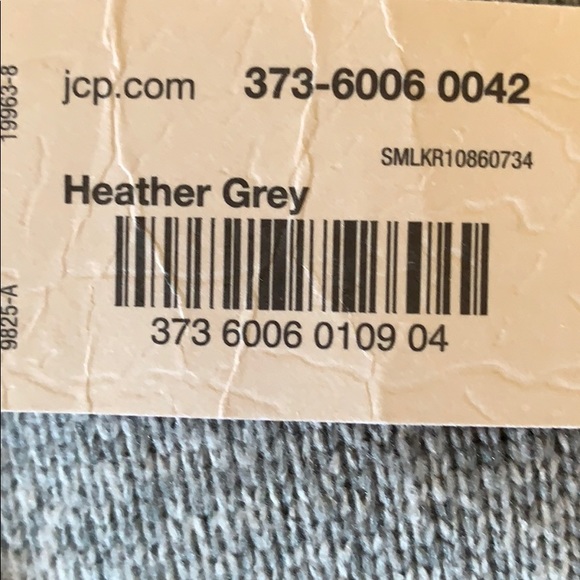 jcp.com 373-6006 0042
SMLKR10860734
Heather Grey
373 6006 0109 04
19963-8
9825-A